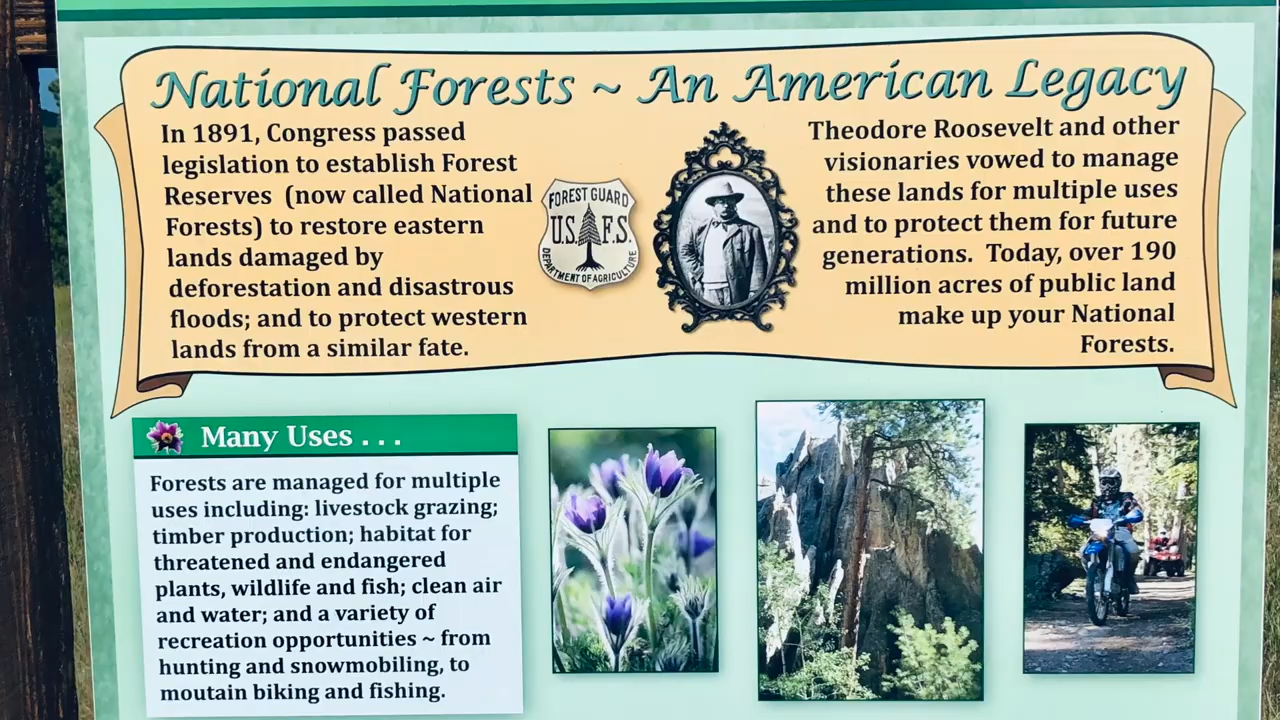 National Forests ~ An American Legacy
In 1891, Congress passed
legislation to establish Forest
Reserves (now called National
Forests) to restore eastern
lands damaged by
deforestation and disastrous
floods; and to protect western
lands from a similar fate.
FOREST GUARD
U.S. F.S.
DEPARTMENT OF AGRICULTURE
Theodore Roosevelt and other
visionaries vowed to manage
these lands for multiple uses
and to protect them for future
generations. Today, over 190
million acres of public land
make up your National
Forests.
Many Uses . . .
Forests are managed for multiple
uses including: livestock grazing;
timber production; habitat for
threatened and endangered
plants, wildlife and fish; clean air
and water; and a variety of
recreation opportunities ~ from
hunting and snowmobiling, to
moutain biking and fishing.